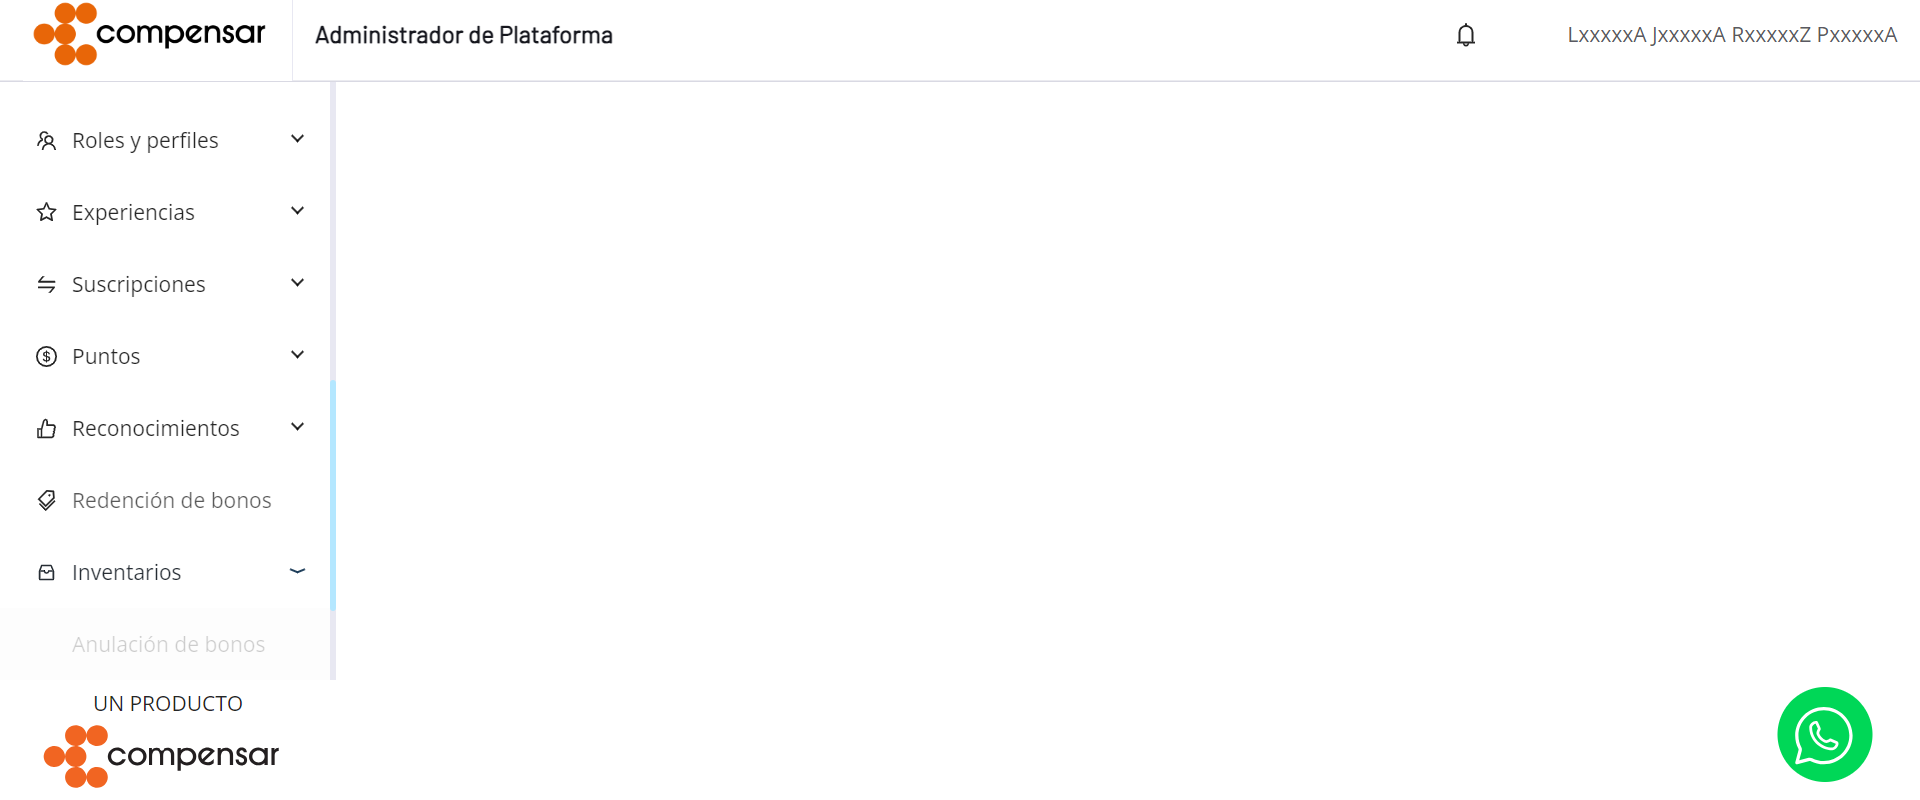 compensar
Administrador de Plataforma
LxxxxxA JxxxxxA RxxxxxZ PxxxxxA
Roles y perfiles
Experiencias
Suscripciones
Puntos
Reconocimientos
Redención de bonos
Inventarios
Anulación de bonos
UN PRODUCTO
compensar